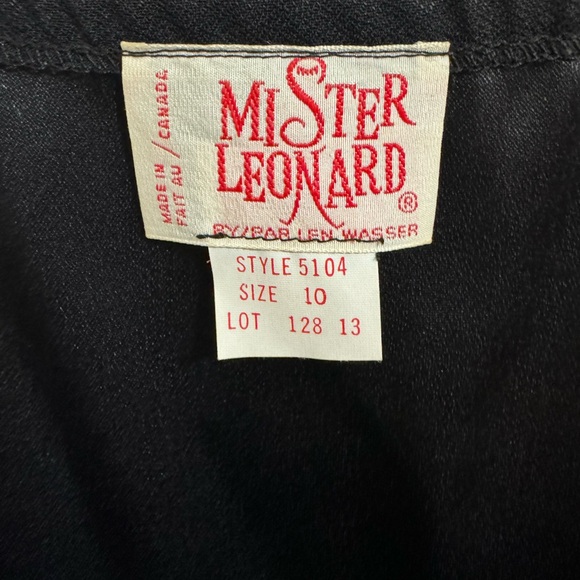 MISTER
LEONARD
®
BY/PAR LEN WASSER
MADE IN / CANADA
FAIT AU
STYLE 5104
SIZE 10
LOT 128 13